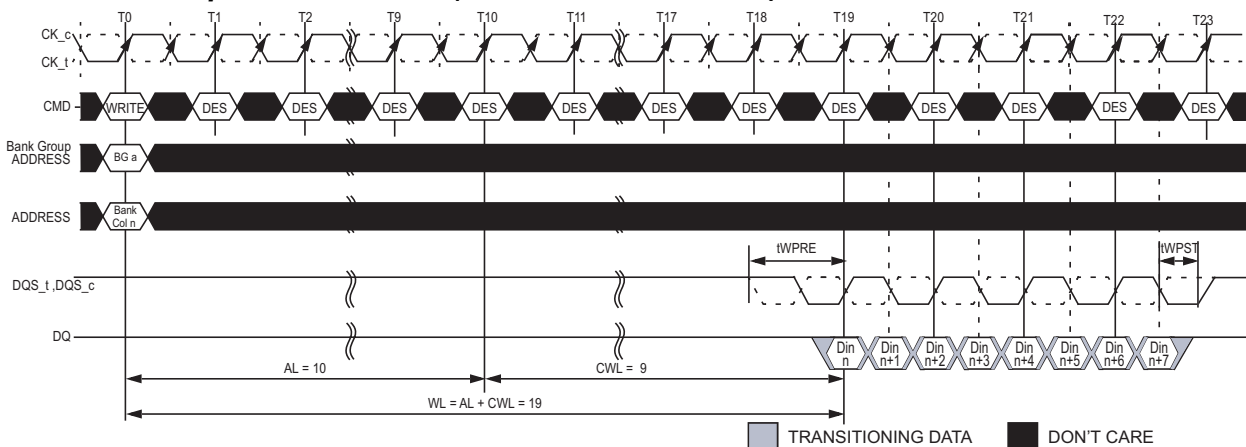 T0 T1 T2 T9 T10 T11 T17 T18 T19 T20 T21 T22 T23
CK_c
CK_t
CMD WRITE DES DES DES DES DES DES DES DES DES DES DES DES
Bank Group
ADDRESS
BG a
ADDRESS
Bank
Col n
tWPRE tWPST
DQS_t ,DQS_c
DQ
Din n Din n+1 Din n+2 Din n+3 Din n+4 Din n+5 Din n+6 Din n+7
AL = 10 CWL = 9
WL = AL + CWL = 19
TRANSITIONING DATA DON'T CARE